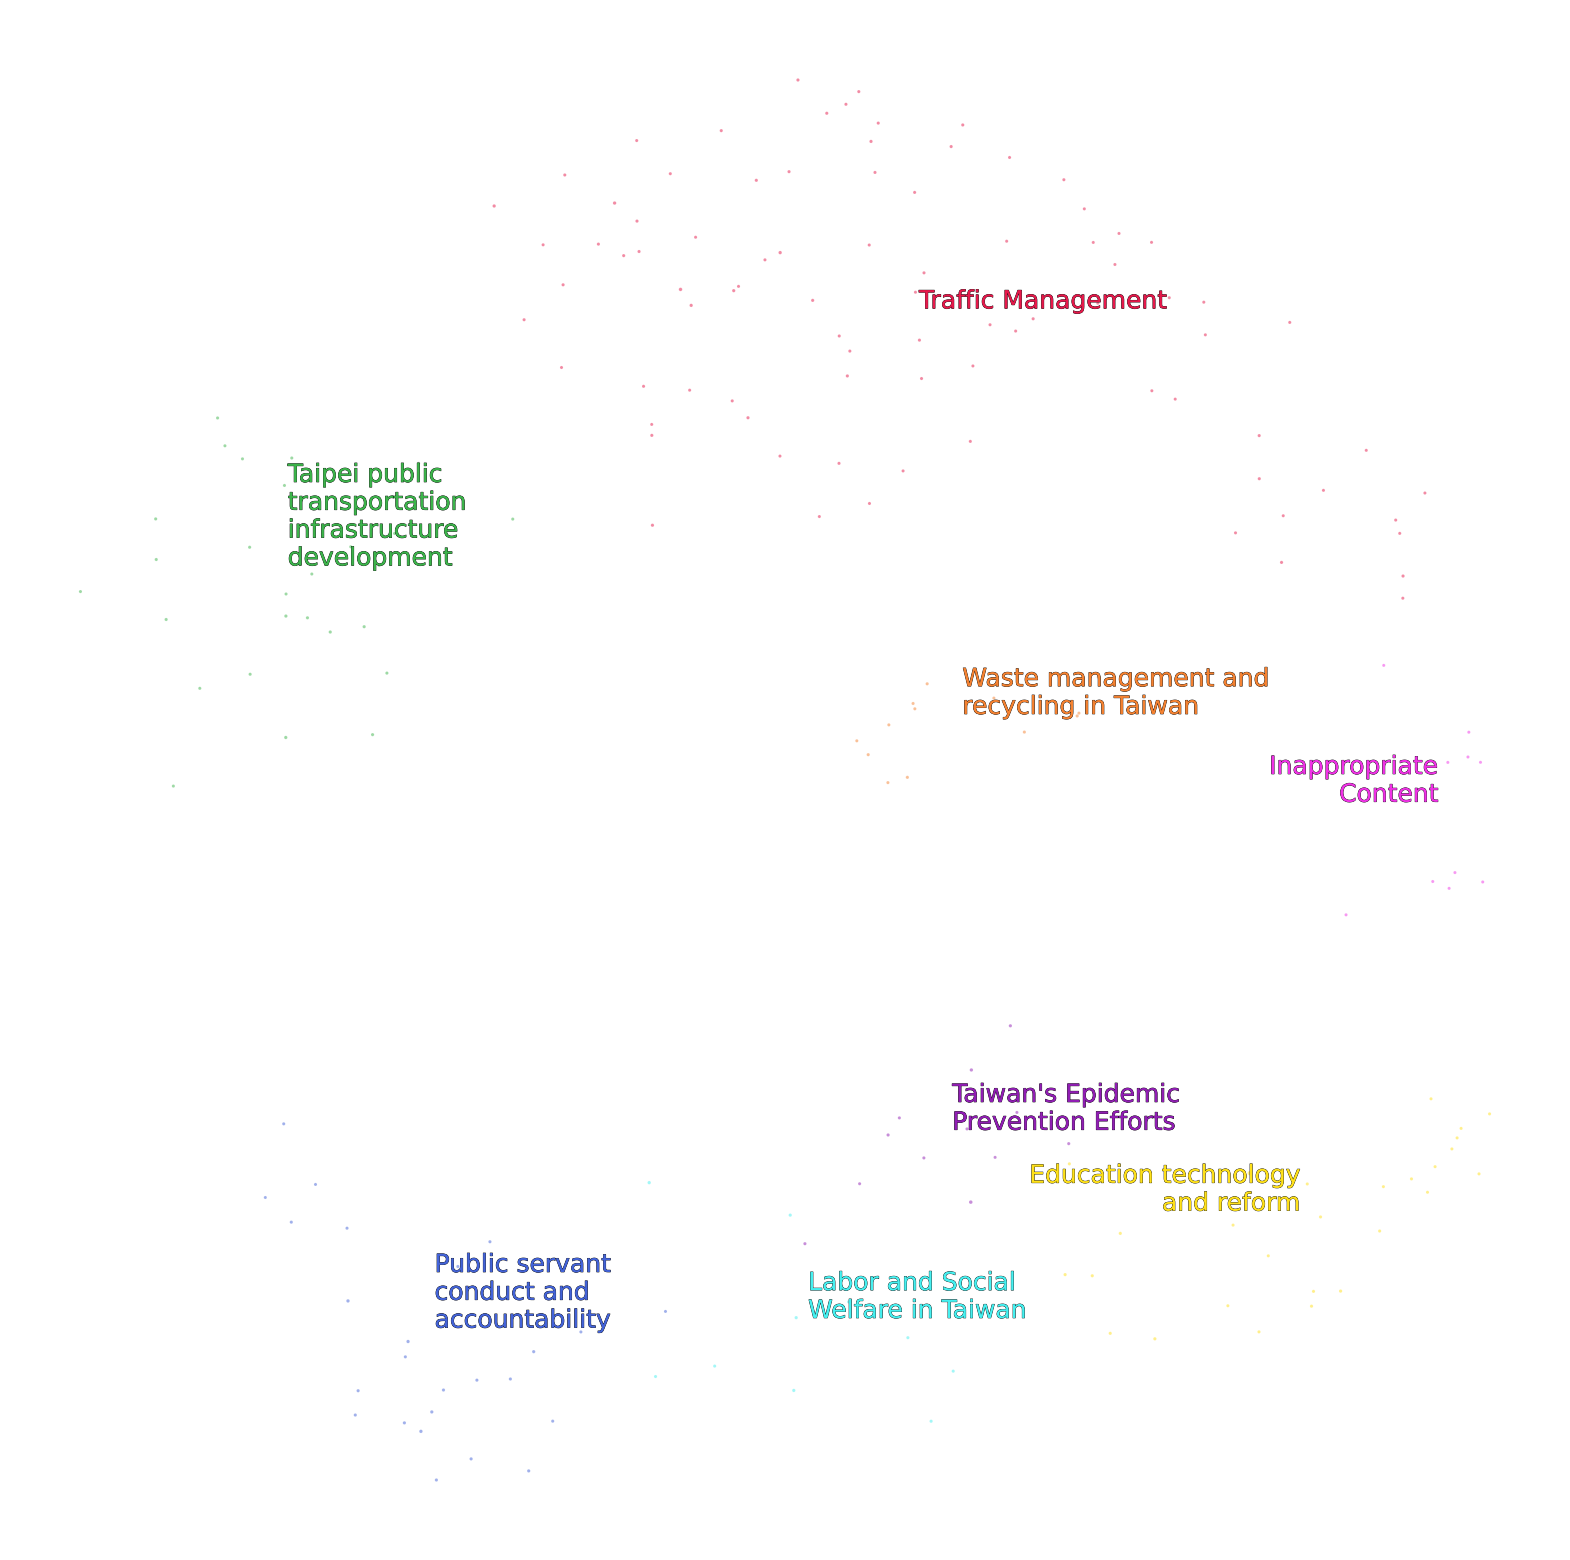 Traffic Management
Taipei public
transportation
infrastructure
development
Waste management and
recycling in Taiwan
Inappropriate
Content
Taiwan's Epidemic
Prevention Efforts
Education technology
and reform
Public servant
conduct and
accountability
Labor and Social
Welfare in Taiwan